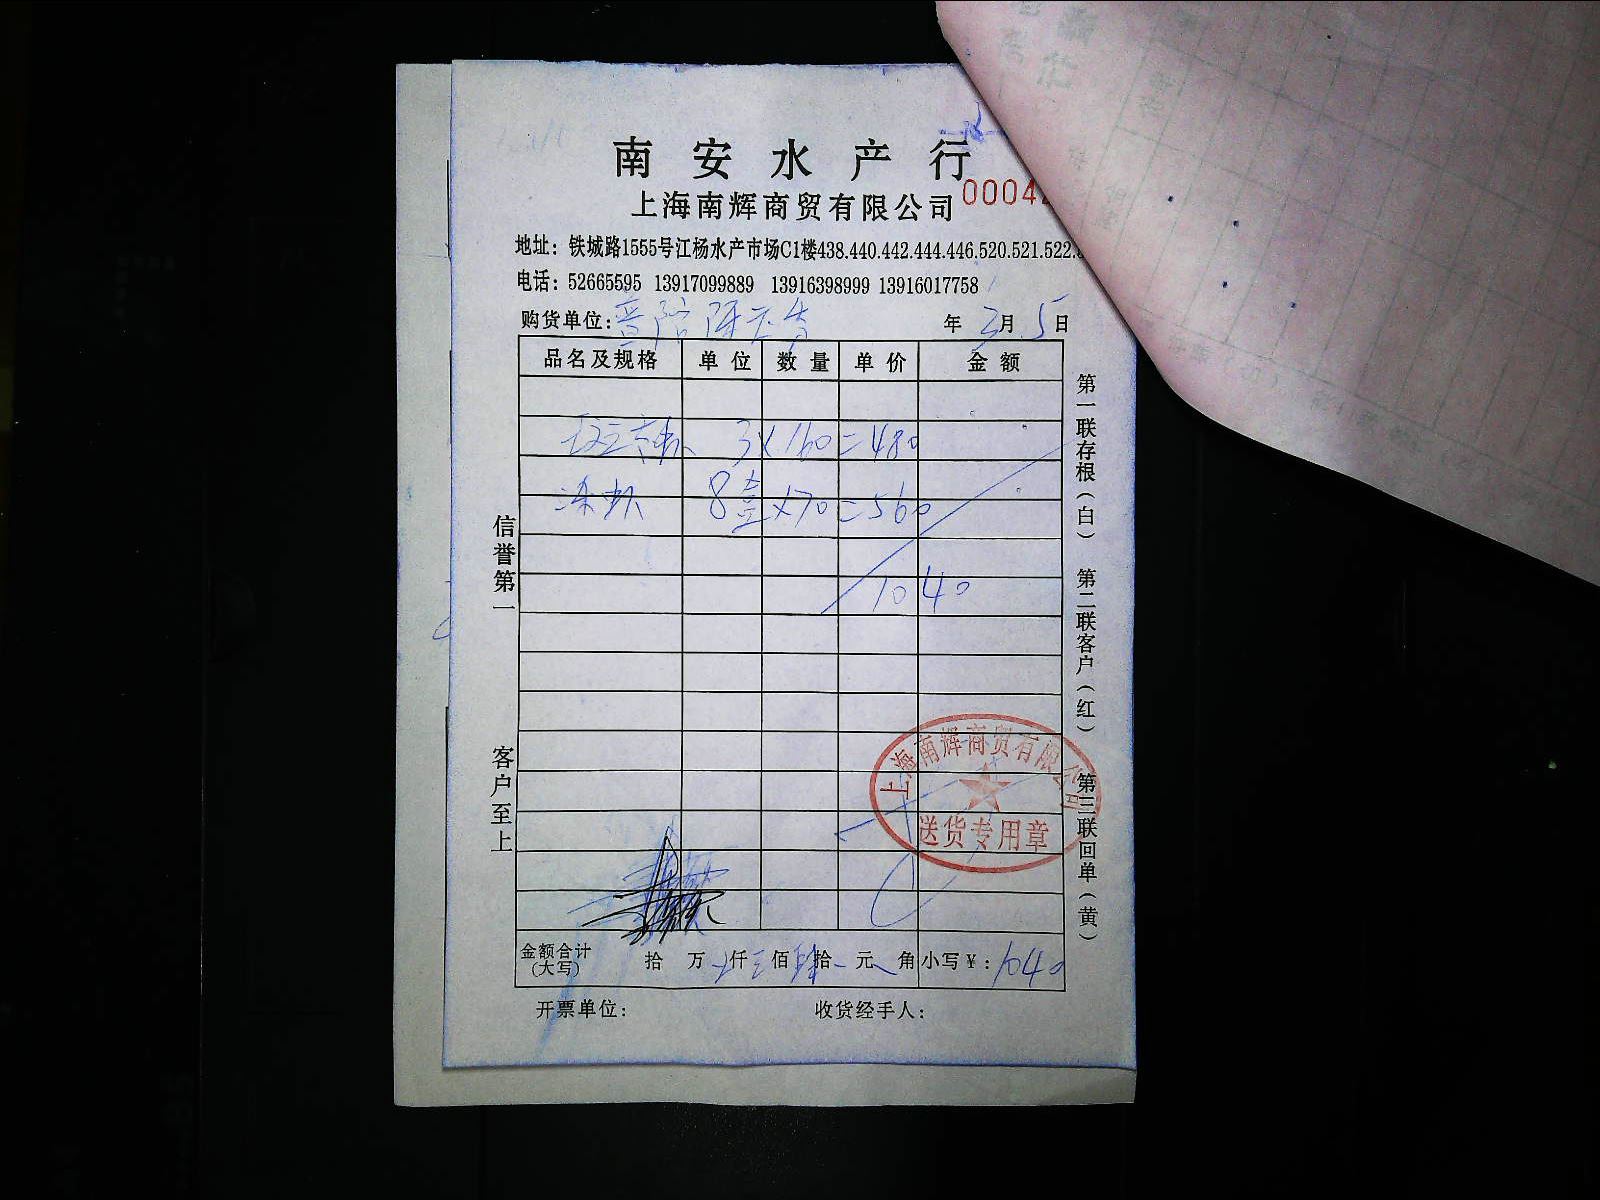 南安水产行
上海南辉商贸有限公司
0004
地址：铁城路1555号江杨水产市场C1楼438.440.442.444.446.520.521.522.
电话：52665595 13917099889 13916398999 13916017758
购货单位：
年 3月5日
品名及规格 单位 数量 单价 金额
3×160=480
8盒×70=560
1040
信誉第一
客户至上
第一联存根（白） 第二联客户（红） 第三联回单（黄）
上海南辉商贸有限公司
送货专用章
金额合计（大写） 拾 万 仟 佰 拾 元 角 小写￥：1040
开票单位： 收货经手人：